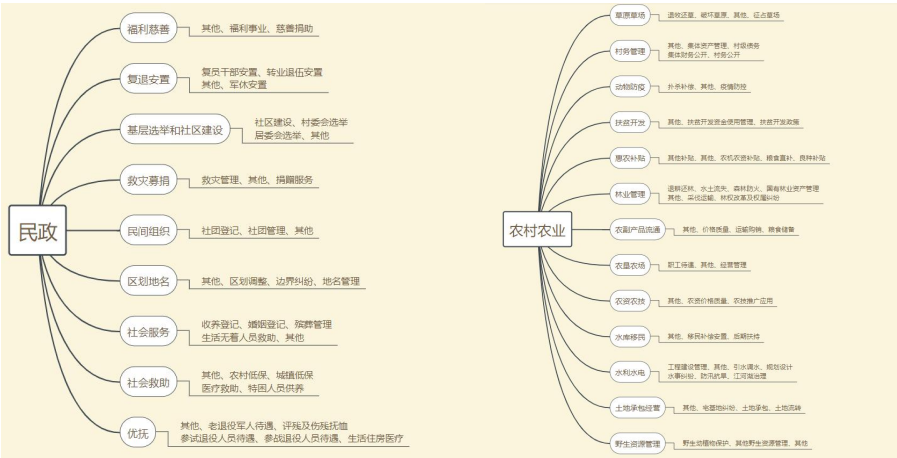 民政
福利慈善
其他、福利事业、慈善捐助
复退安置
复员干部安置、转业退伍安置
其他、军休安置
基层选举和社区建设
社区建设、村委会选举
居委会选举、其他
救灾募捐
救灾管理、其他、捐赠服务
民间组织
社团登记、社团管理、其他
区划地名
其他、区划调整、边界纠纷、地名管理
社会服务
收养登记、婚姻登记、殡葬管理
生活无着人员救助、其他
社会救助
其他、农村低保、城镇低保
医疗救助、特困人员供养
优抚
其他、老退役军人待遇、评残及伤残抚恤
参试退役人员待遇、参战退役人员待遇、生活住房医疗
农村农业
草原草场
退牧还草、破坏草原、其他、征占草场
村务管理
其他、集体资产管理、村级债务
集体财务公开、村务公开
动物防疫
扑杀补偿、其他、疫情防控
扶贫开发
其他、扶贫开发资金使用管理、扶贫开发政策
惠农补贴
其他补贴、其他、农机农资补贴、粮食直补、良种补贴
林业管理
退耕还林、水土流失、森林防火、国有林业资产管理
其他、采伐运输、林权改革及权属纠纷
农副产品流通
其他、价格质量、运输购销、粮食储备
农垦农场
职工待遇、其他、经营管理
农资农技
其他、农资价格质量、农技推广应用
水库移民
其他、移民补偿安置、后期扶持
水利水电
工程建设管理、其他、引水调水、规划设计
水事纠纷、防汛抗旱、江河湖治理
土地承包经营
其他、宅基地纠纷、土地承包、土地流转
野生资源管理
野生动植物保护、其他野生资源管理、其他